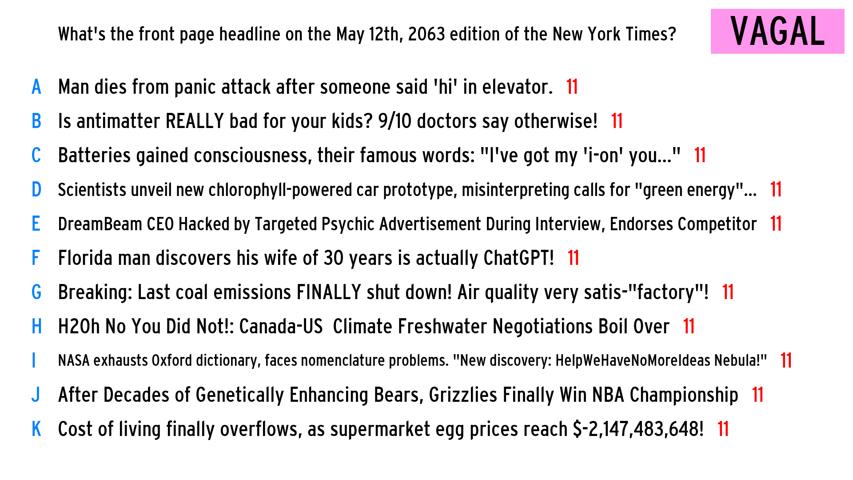 What's the front page headline on the May 12th, 2063 edition of the New York Times?
VAGAL
A Man dies from panic attack after someone said 'hi' in elevator. 11
B Is antimatter REALLY bad for your kids? 9/10 doctors say otherwise! 11
C Batteries gained consciousness, their famous words: "I've got my 'i-on' you..." 11
D Scientists unveil new chlorophyll-powered car prototype, misinterpreting calls for "green energy"... 11
E DreamBeam CEO Hacked by Targeted Psychic Advertisement During Interview, Endorses Competitor 11
F Florida man discovers his wife of 30 years is actually ChatGPT! 11
G Breaking: Last coal emissions FINALLY shut down! Air quality very satis-"factory"! 11
H H20h No You Did Not!: Canada-US Climate Freshwater Negotiations Boil Over 11
I NASA exhausts Oxford dictionary, faces nomenclature problems. "New discovery: HelpWeHaveNoMoreIdeas Nebula!" 11
J After Decades of Genetically Enhancing Bears, Grizzlies Finally Win NBA Championship 11
K Cost of living finally overflows, as supermarket egg prices reach $-2,147,483,648! 11